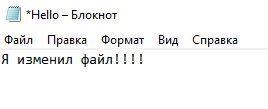 *Hello – Блокнот
Файл Правка Формат Вид Справка
Я изменил файл!!!!